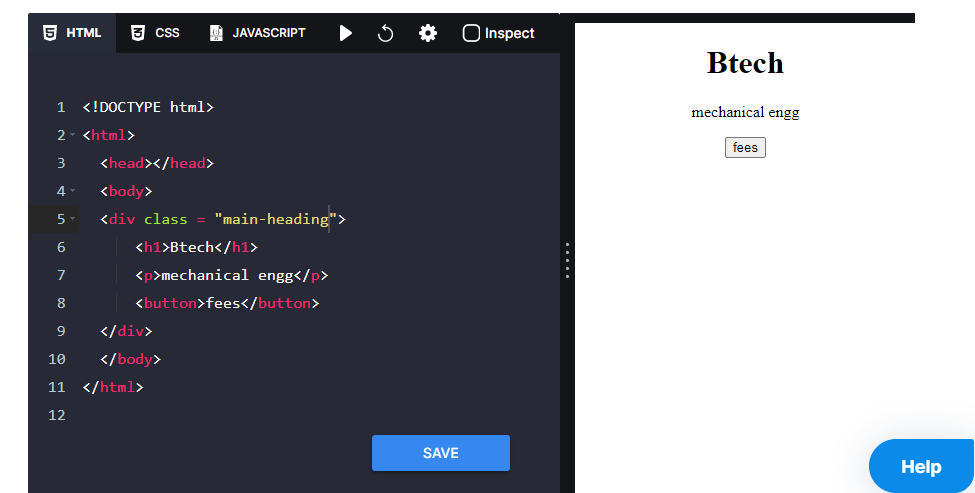 HTML CSS JAVASCRIPT Inspect
1 <!DOCTYPE html>
2 <html>
3 <head></head>
4 <body>
5 <div class = "main-heading">
6 <h1>Btech</h1>
7 <p>mechanical engg</p>
8 <button>fees</button>
9 </div>
10 </body>
11 </html>
12
SAVE
Btech
mechanical engg
fees
Help